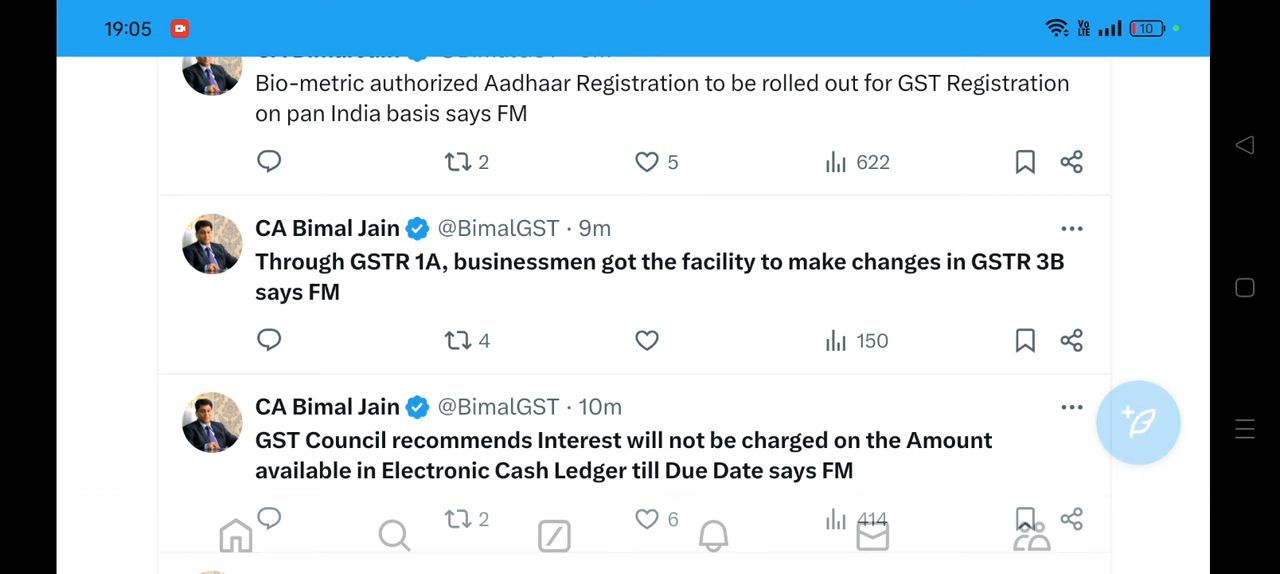 19:05
Vo LTE
10
Bio-metric authorized Aadhaar Registration to be rolled out for GST Registration
on pan India basis says FM
2 5 622
CA Bimal Jain @BimalGST · 9m
Through GSTR 1A, businessmen got the facility to make changes in GSTR 3B
says FM
4 150
CA Bimal Jain @BimalGST · 10m
GST Council recommends Interest will not be charged on the Amount
available in Electronic Cash Ledger till Due Date says FM
2 6 414